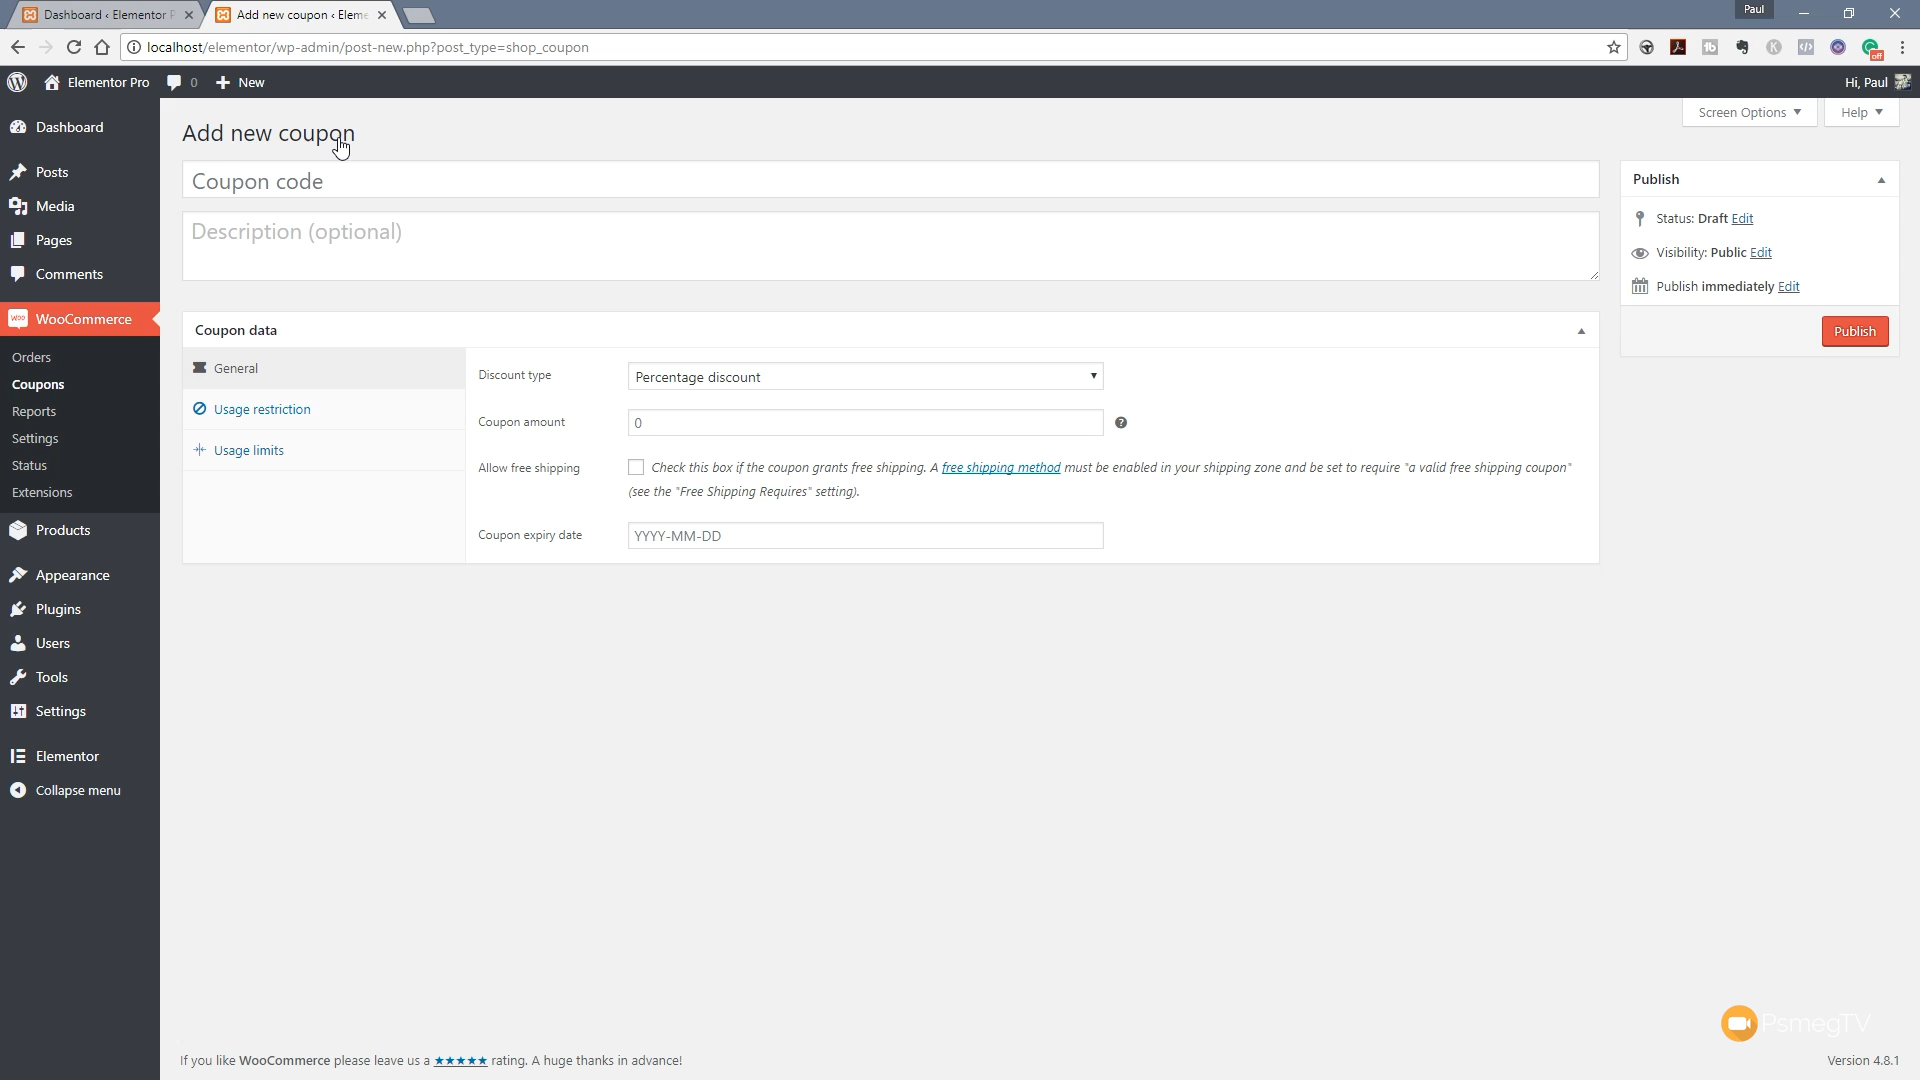 Dashboard ‹ Elementor P
Add new coupon ‹ Eleme
Paul
localhost/elementor/wp-admin/post-new.php?post_type=shop_coupon
Elementor Pro
0
New
Hi, Paul
Screen Options
Help
Dashboard
Posts
Media
Pages
Comments
WooCommerce
Orders
Coupons
Reports
Settings
Status
Extensions
Products
Appearance
Plugins
Users
Tools
Settings
Elementor
Collapse menu
Add new coupon
Coupon code
Description (optional)
Coupon data
General
Usage restriction
Usage limits
Discount type
Percentage discount
Coupon amount
0
Allow free shipping
Check this box if the coupon grants free shipping. A free shipping method must be enabled in your shipping zone and be set to require "a valid free shipping coupon"
(see the "Free Shipping Requires" setting).
Coupon expiry date
YYYY-MM-DD
Publish
Status: Draft Edit
Visibility: Public Edit
Publish immediately Edit
Publish
PsmegTV
If you like WooCommerce please leave us a ★★★★★ rating. A huge thanks in advance!
Version 4.8.1